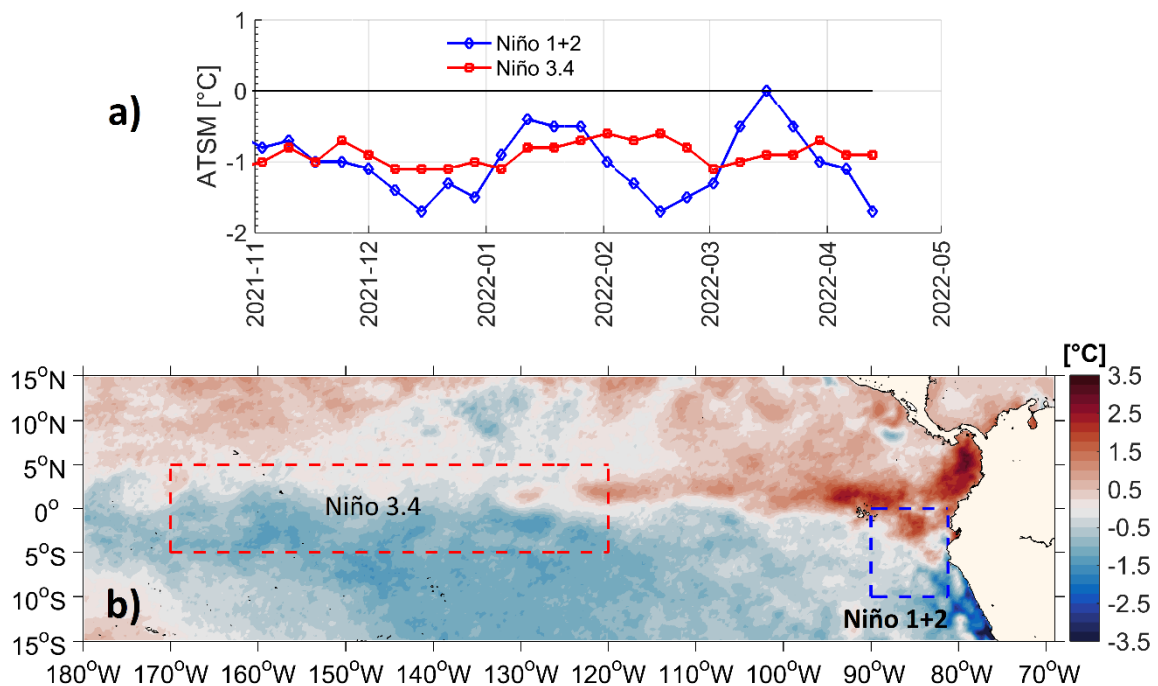 1
0
-1
-2
ATSM [°C]
a)
Niño 1+2
Niño 3.4
2021-11
2021-12
2022-01
2022-02
2022-03
2022-04
2022-05
[°C]
15°N
10°N
5°N
0°
5°S
10°S
15°S
Niño 3.4
b)
Niño 1+2
3.5
2.5
1.5
0.5
-0.5
-1.5
-2.5
-3.5
180°W 170°W 160°W 150°W 140°W 130°W 120°W 110°W 100°W 90°W 80°W 70°W